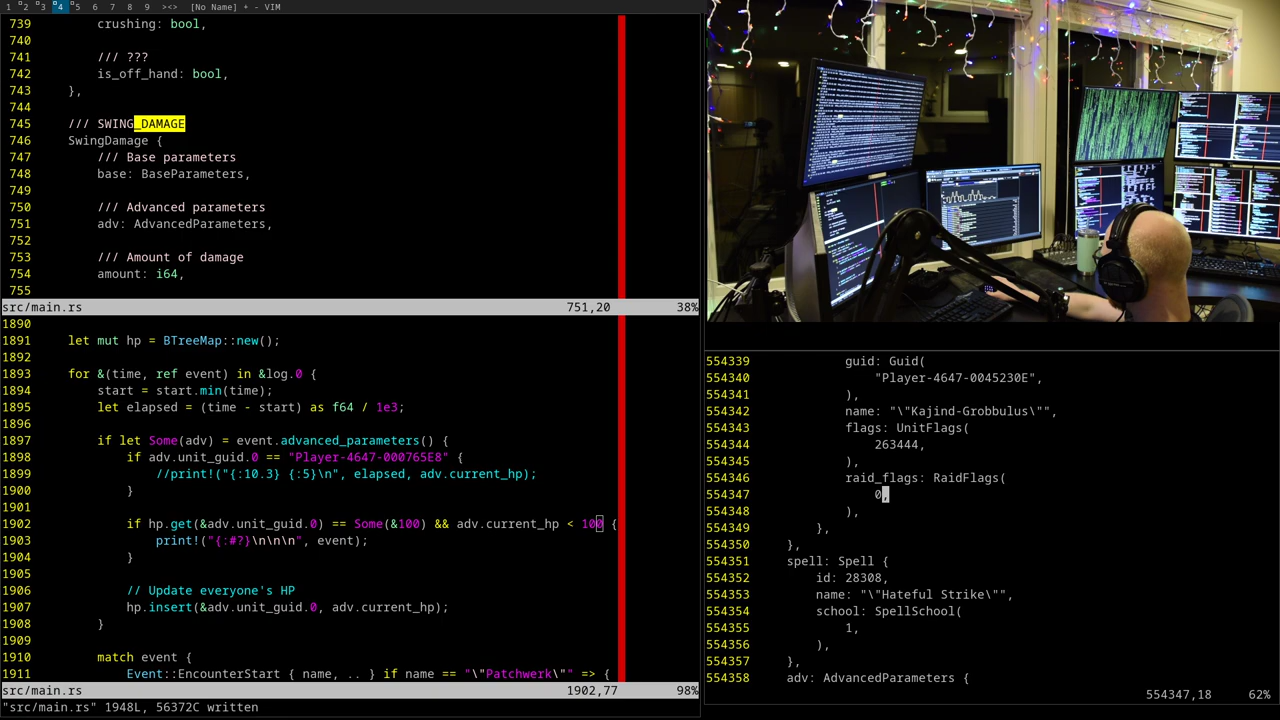 1 2 3 4 5 6 7 8 9 ><> [No Name] + - VIM
739 crushing: bool,
740
741 /// ???
742 is_off_hand: bool,
743 },
744
745 /// SWING_DAMAGE
746 SwingDamage {
747 /// Base parameters
748 base: BaseParameters,
749
750 /// Advanced parameters
751 adv: AdvancedParameters,
752
753 /// Amount of damage
754 amount: i64,
755
src/main.rs 751,20 38%
1890
1891 let mut hp = BTreeMap::new();
1892
1893 for &(time, ref event) in &log.0 {
1894 start = start.min(time);
1895 let elapsed = (time - start) as f64 / 1e3;
1896
1897 if let Some(adv) = event.advanced_parameters() {
1898 if adv.unit_guid.0 == "Player-4647-000765E8" {
1899 //print!("{:10.3} {:5}\n", elapsed, adv.current_hp);
1900 }
1901
1902 if hp.get(&adv.unit_guid.0) == Some(&100) && adv.current_hp < 100 {
1903 print!("{:#?}\n\n\n", event);
1904 }
1905
1906 // Update everyone's HP
1907 hp.insert(&adv.unit_guid.0, adv.current_hp);
1908 }
1909
1910 match event {
1911 Event::EncounterStart { name, .. } if name == "\"Patchwerk\"" => {
src/main.rs 1902,77 98%
"src/main.rs" 1948L, 56372C written
554339 guid: Guid(
554340 "Player-4647-0045230E",
554341 ),
554342 name: "\"Kajind-Grobbulus\"",
554343 flags: UnitFlags(
554344 263444,
554345 ),
554346 raid_flags: RaidFlags(
554347 0,
554348 ),
554349 },
554350 },
554351 spell: Spell {
554352 id: 28308,
554353 name: "\"Hateful Strike\"",
554354 school: SpellSchool(
554355 1,
554356 ),
554357 },
554358 adv: AdvancedParameters {
554347,18 62%